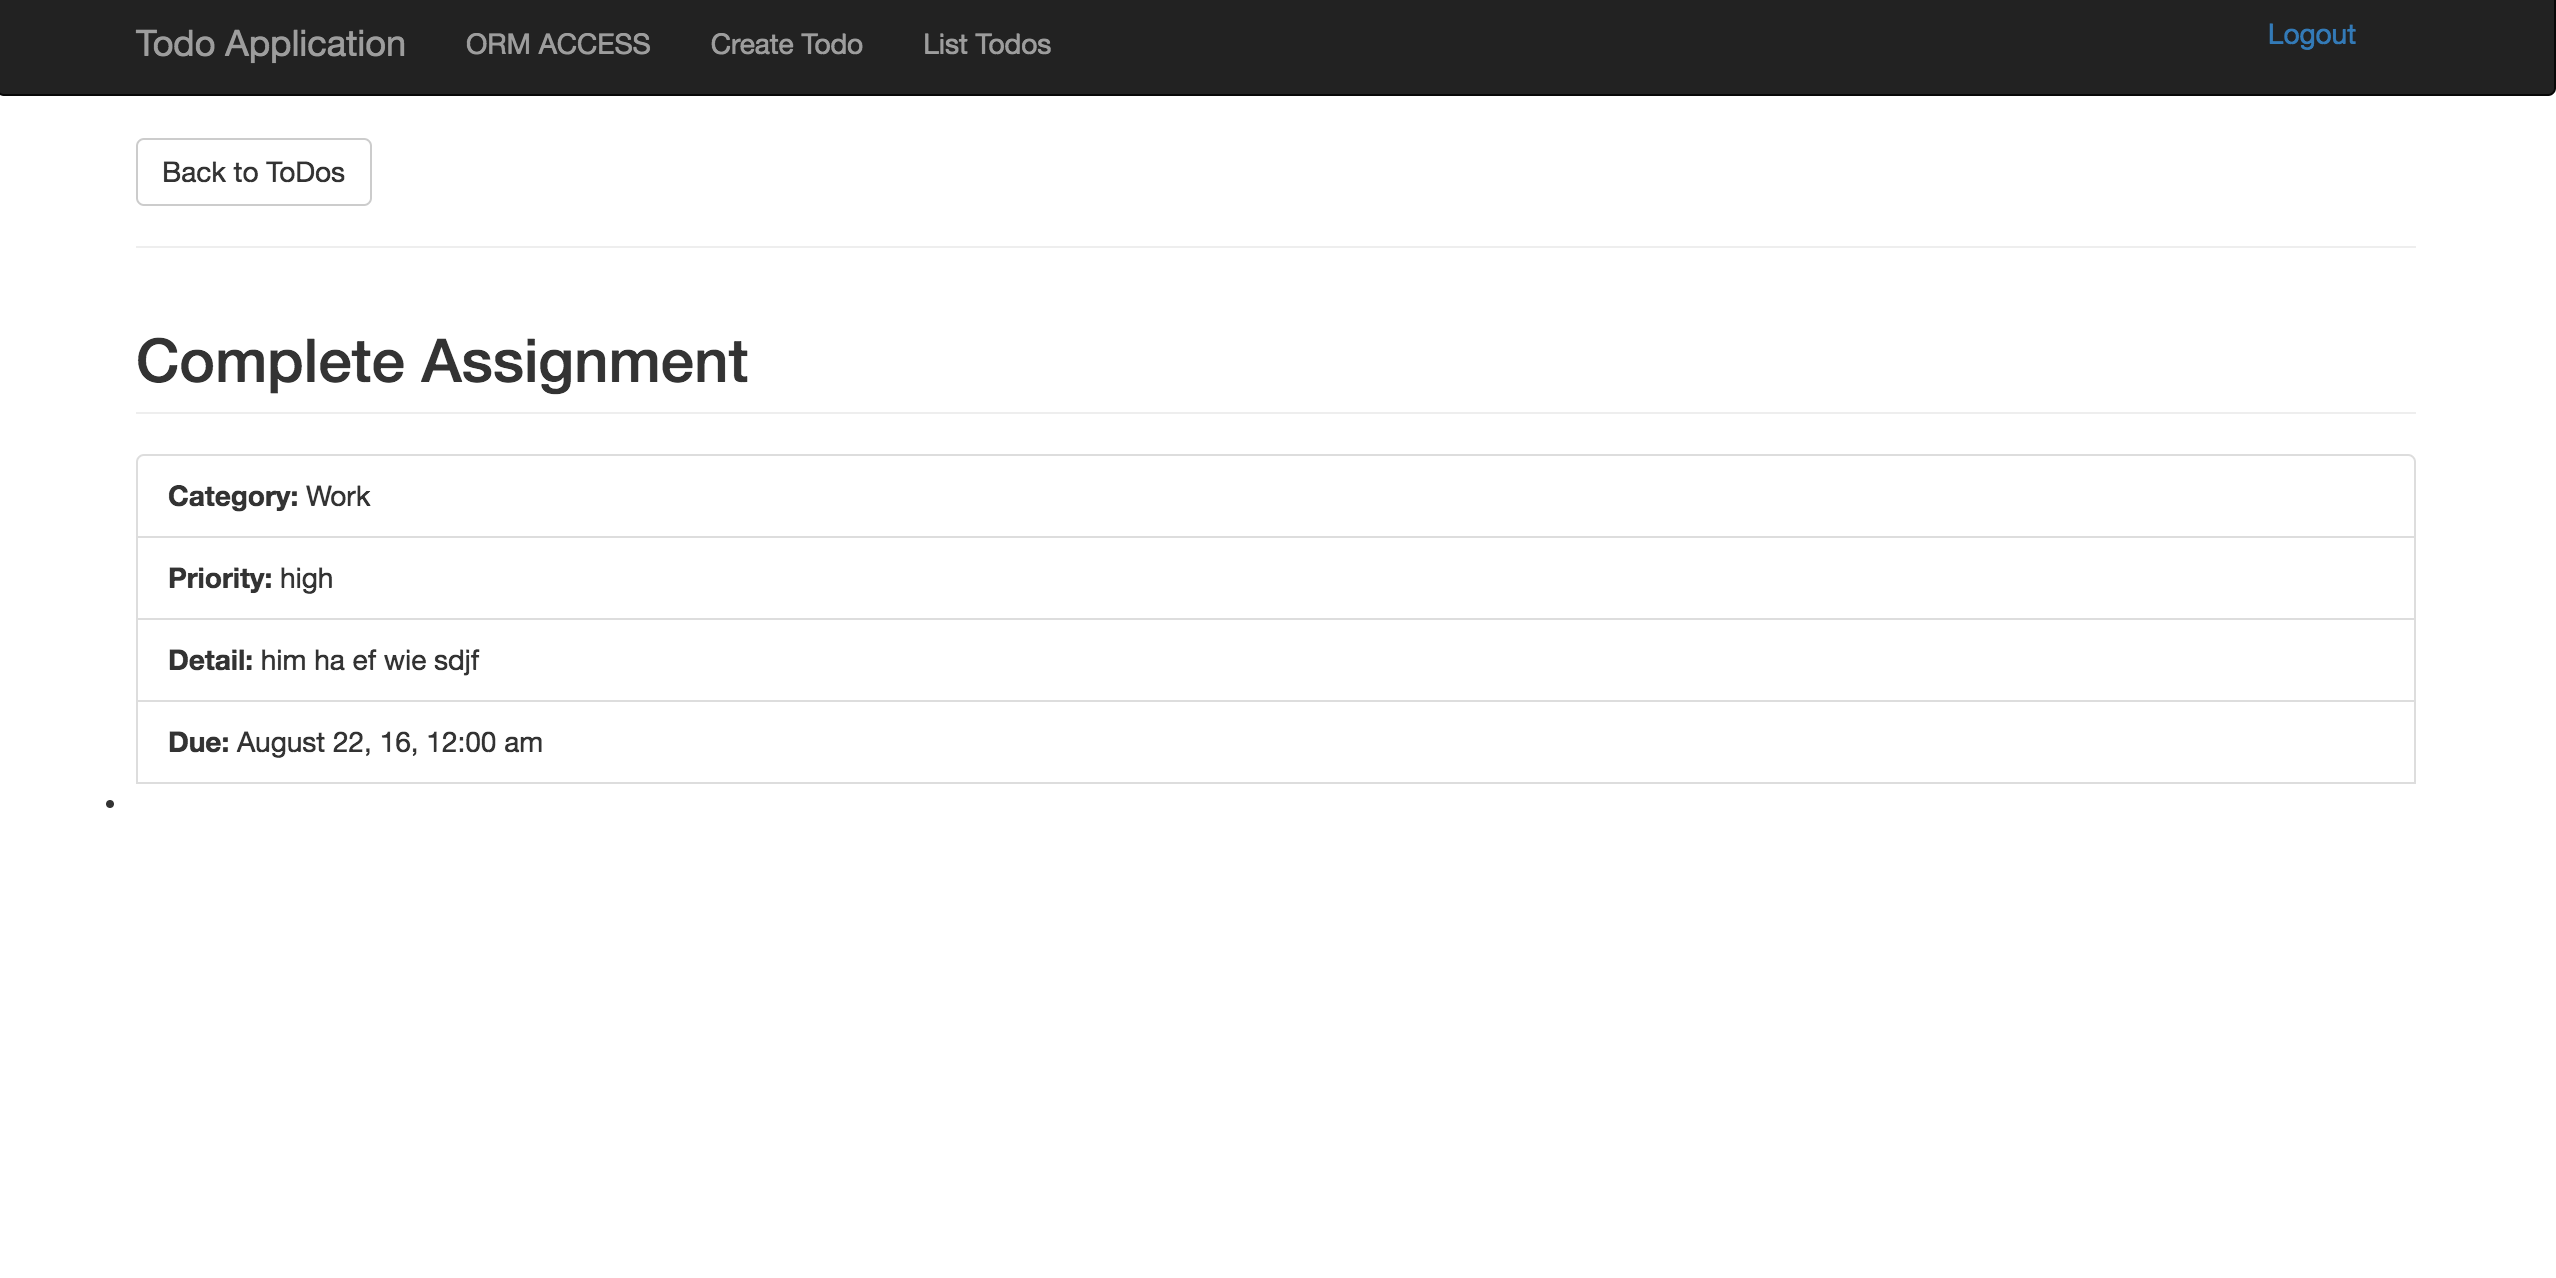 Todo Application ORM ACCESS Create Todo List Todos Logout
Back to ToDos
Complete Assignment
Category: Work
Priority: high
Detail: him ha ef wie sdjf
Due: August 22, 16, 12:00 am